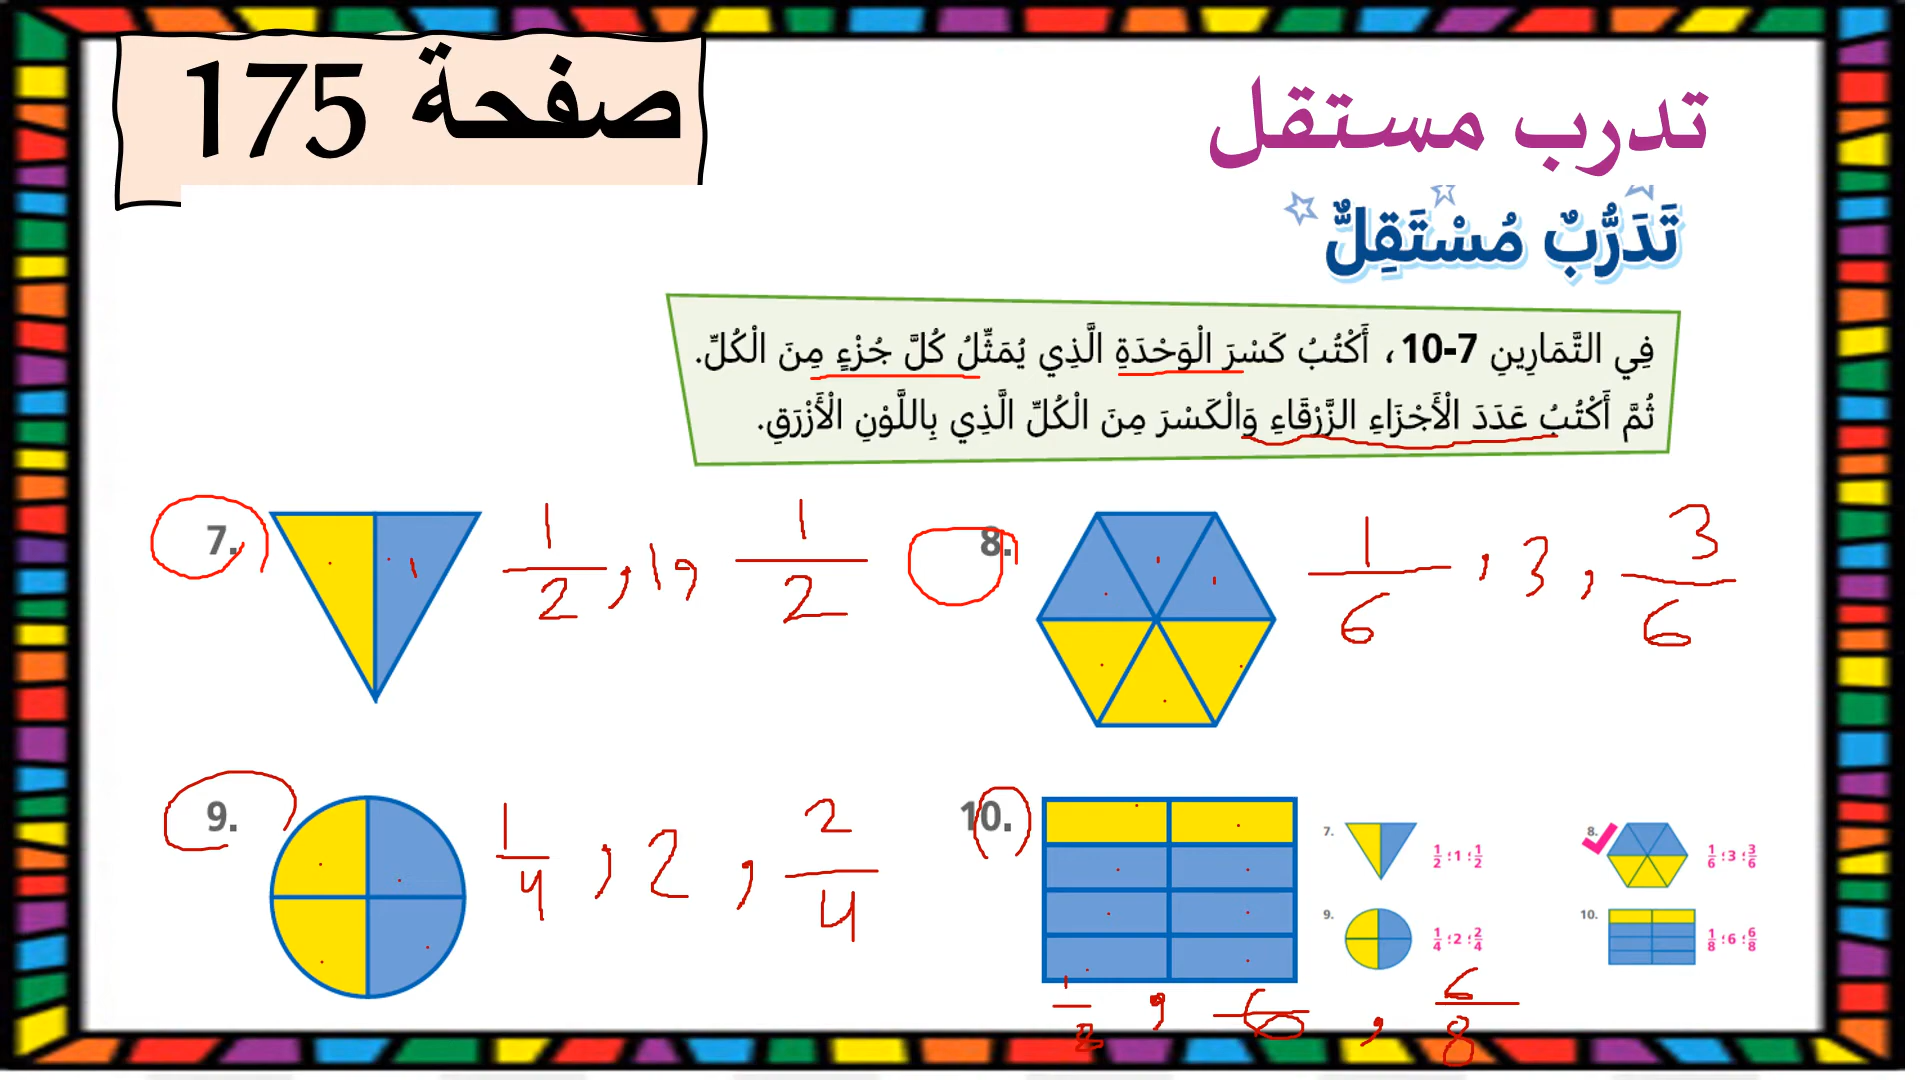 صفحة 175
تدرب مستقل
تَدَرُّبٌ مُسْتَقِلٌّ
فِي التَّمَارِينِ 7-10، أَكْتُبُ كَسْرَ الْوَحْدَةِ الَّذِي يُمَثِّلُ كُلَّ جُزْءٍ مِنَ الْكُلِّ.
ثُمَّ أَكْتُبُ عَدَدَ الْأَجْزَاءِ الزَّرْقَاءِ وَالْكَسْرَ مِنَ الْكُلِّ الَّذِي بِاللَّوْنِ الْأَزْرَقِ.
7. 1/2 , 1 , 1/2
8. 1/6 , 3 , 3/6
9. 1/4 , 2 , 2/4
10. 1/8 , 6 , 6/8
7. 1/2 ؛ 1 ؛ 1/2
8. 1/6 ؛ 3 ؛ 3/6
9. 1/4 ؛ 2 ؛ 2/4
10. 1/8 ؛ 6 ؛ 6/8